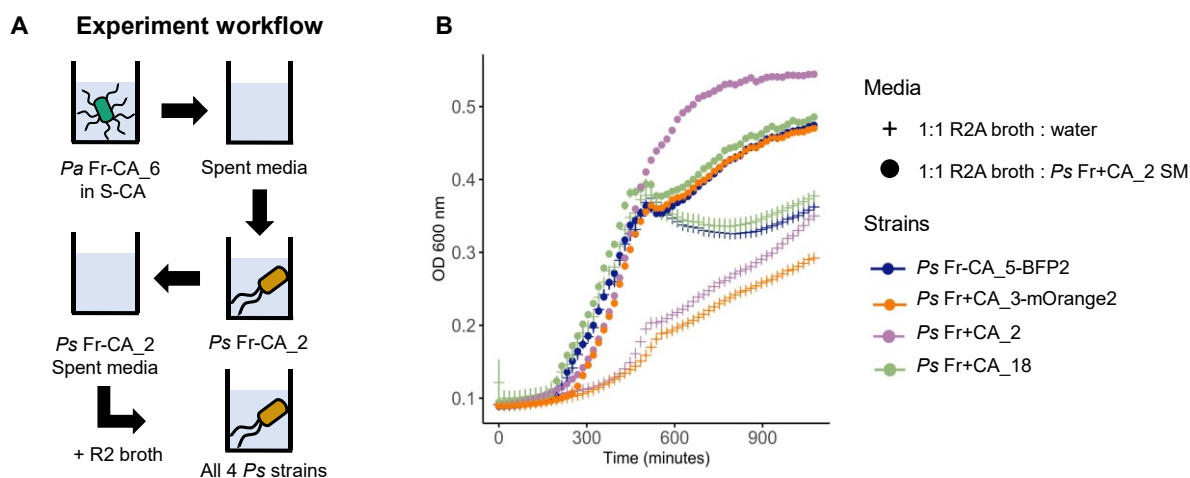 A Experiment workflow
Pa Fr-CA_6
in S-CA
Spent media
Ps Fr-CA_2
Spent media
Ps Fr-CA_2
+ R2 broth
All 4 Ps strains
B
OD 600 nm
0.5
0.4
0.3
0.2
0.1
0
300
600
900
Time (minutes)
Media
1:1 R2A broth : water
1:1 R2A broth : Ps Fr+CA_2 SM
Strains
Ps Fr-CA_5-BFP2
Ps Fr+CA_3-mOrange2
Ps Fr+CA_2
Ps Fr+CA_18